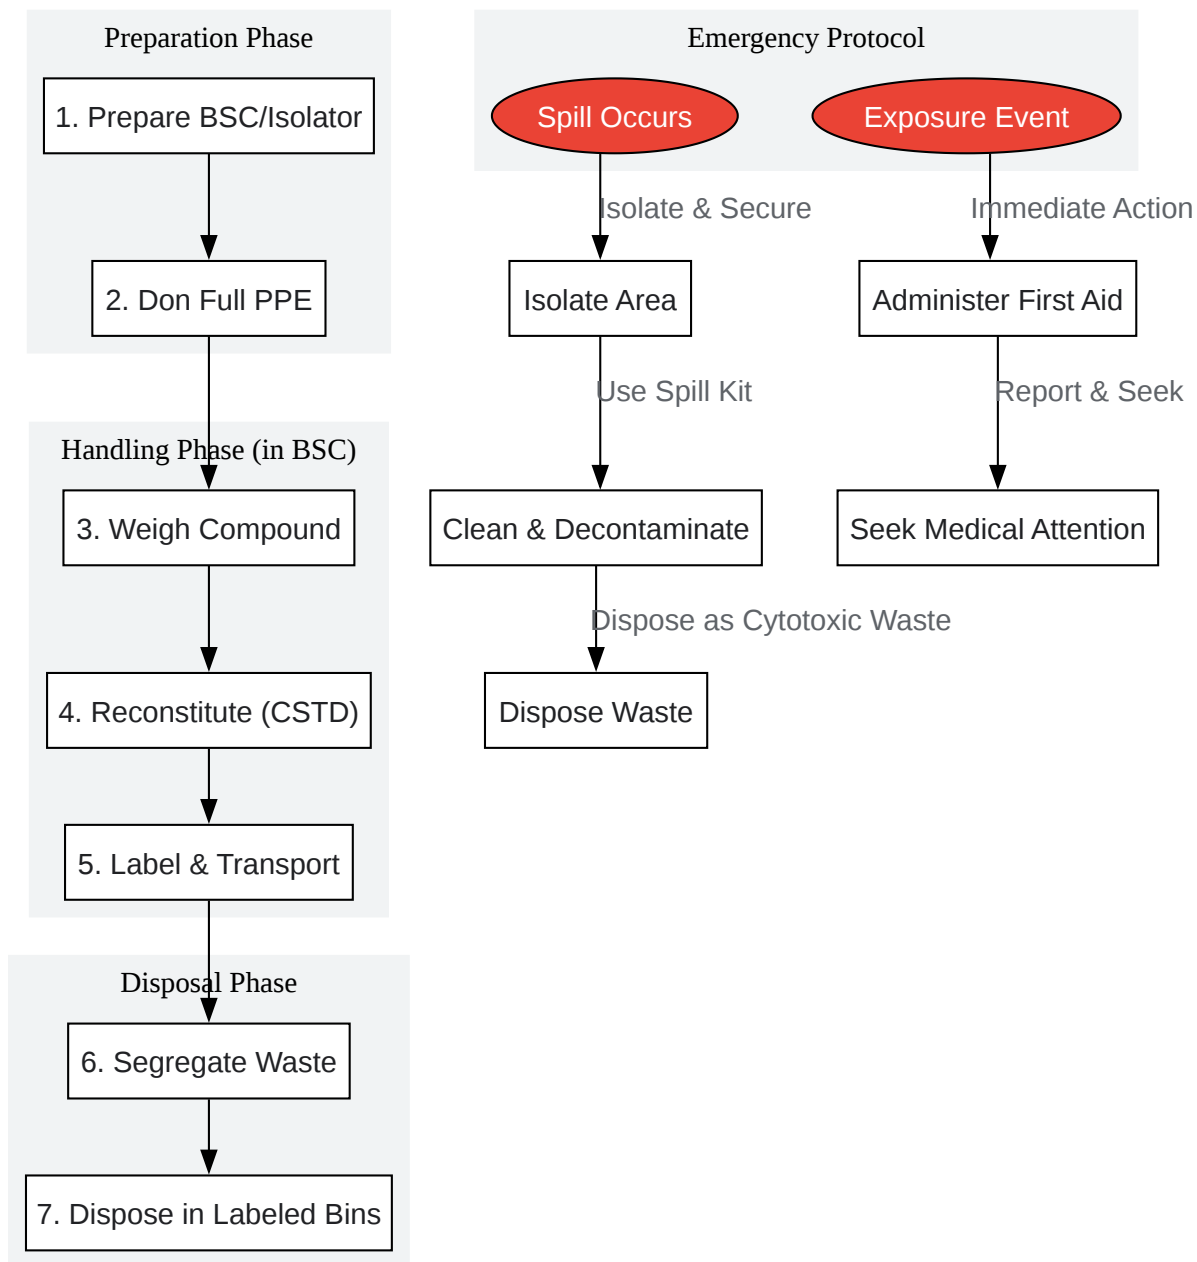 Preparation Phase
1. Prepare BSC/Isolator
2. Don Full PPE
Handling Phase (in BSC)
3. Weigh Compound
4. Reconstitute (CSTD)
5. Label & Transport
Disposal Phase
6. Segregate Waste
7. Dispose in Labeled Bins
Emergency Protocol
Spill Occurs
Isolate & Secure
Isolate Area
Use Spill Kit
Clean & Decontaminate
Dispose as Cytotoxic Waste
Dispose Waste
Exposure Event
Immediate Action
Administer First Aid
Report & Seek
Seek Medical Attention